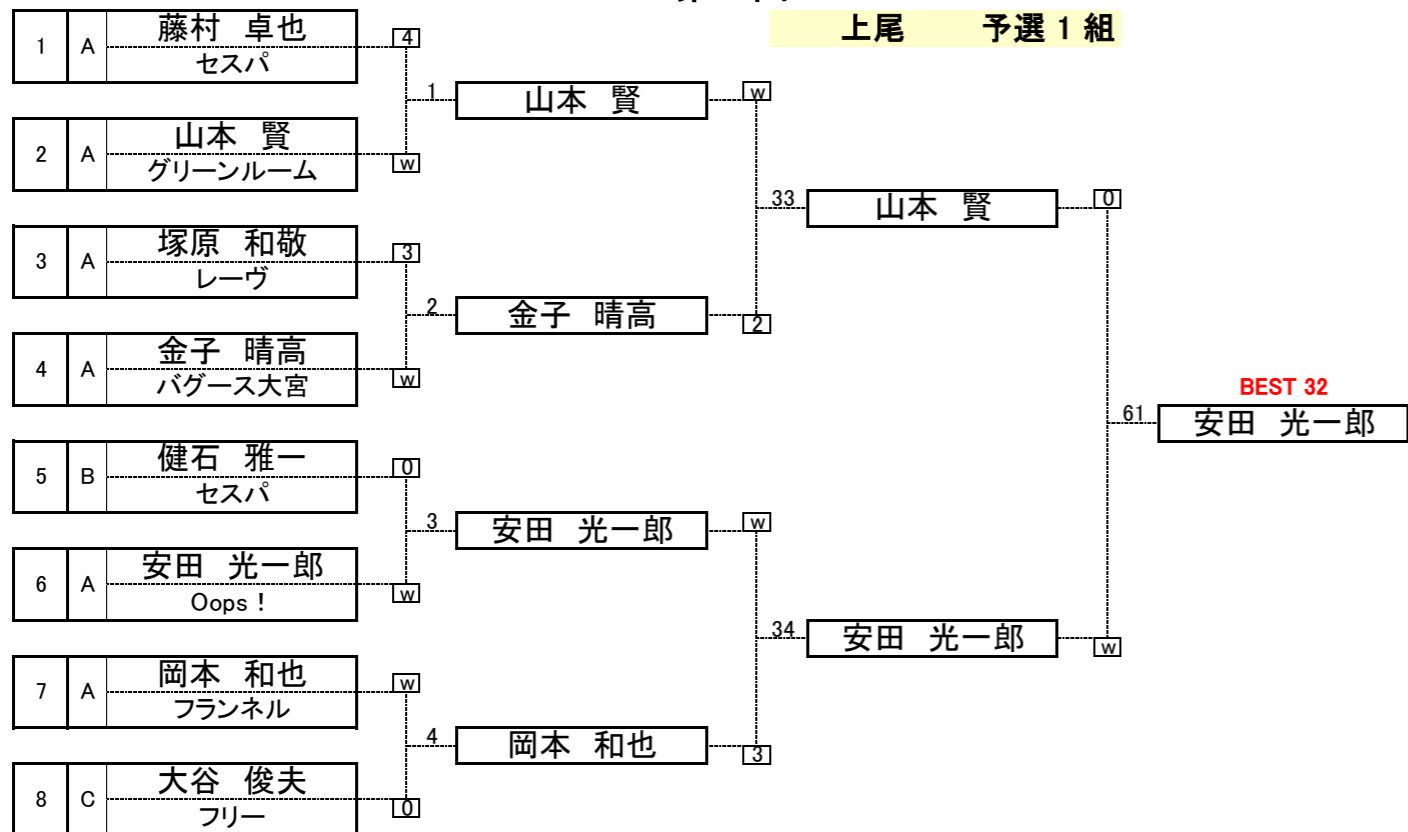 上尾　予選１組
1 A 藤村　卓也
セスパ
4
1 山本　賢 w
2 A 山本　賢
グリーンルーム
w
33 山本　賢 0
3 A 塚原　和敬
レーヴ
3
2 金子　晴高 2
4 A 金子　晴高
バグース大宮
w
BEST 32
61 安田　光一郎
5 B 健石　雅一
セスパ
0
3 安田　光一郎 w
6 A 安田　光一郎
Oops！
w
34 安田　光一郎 w
7 A 岡本　和也
フランネル
w
4 岡本　和也 3
8 C 大谷　俊夫
フリー
0